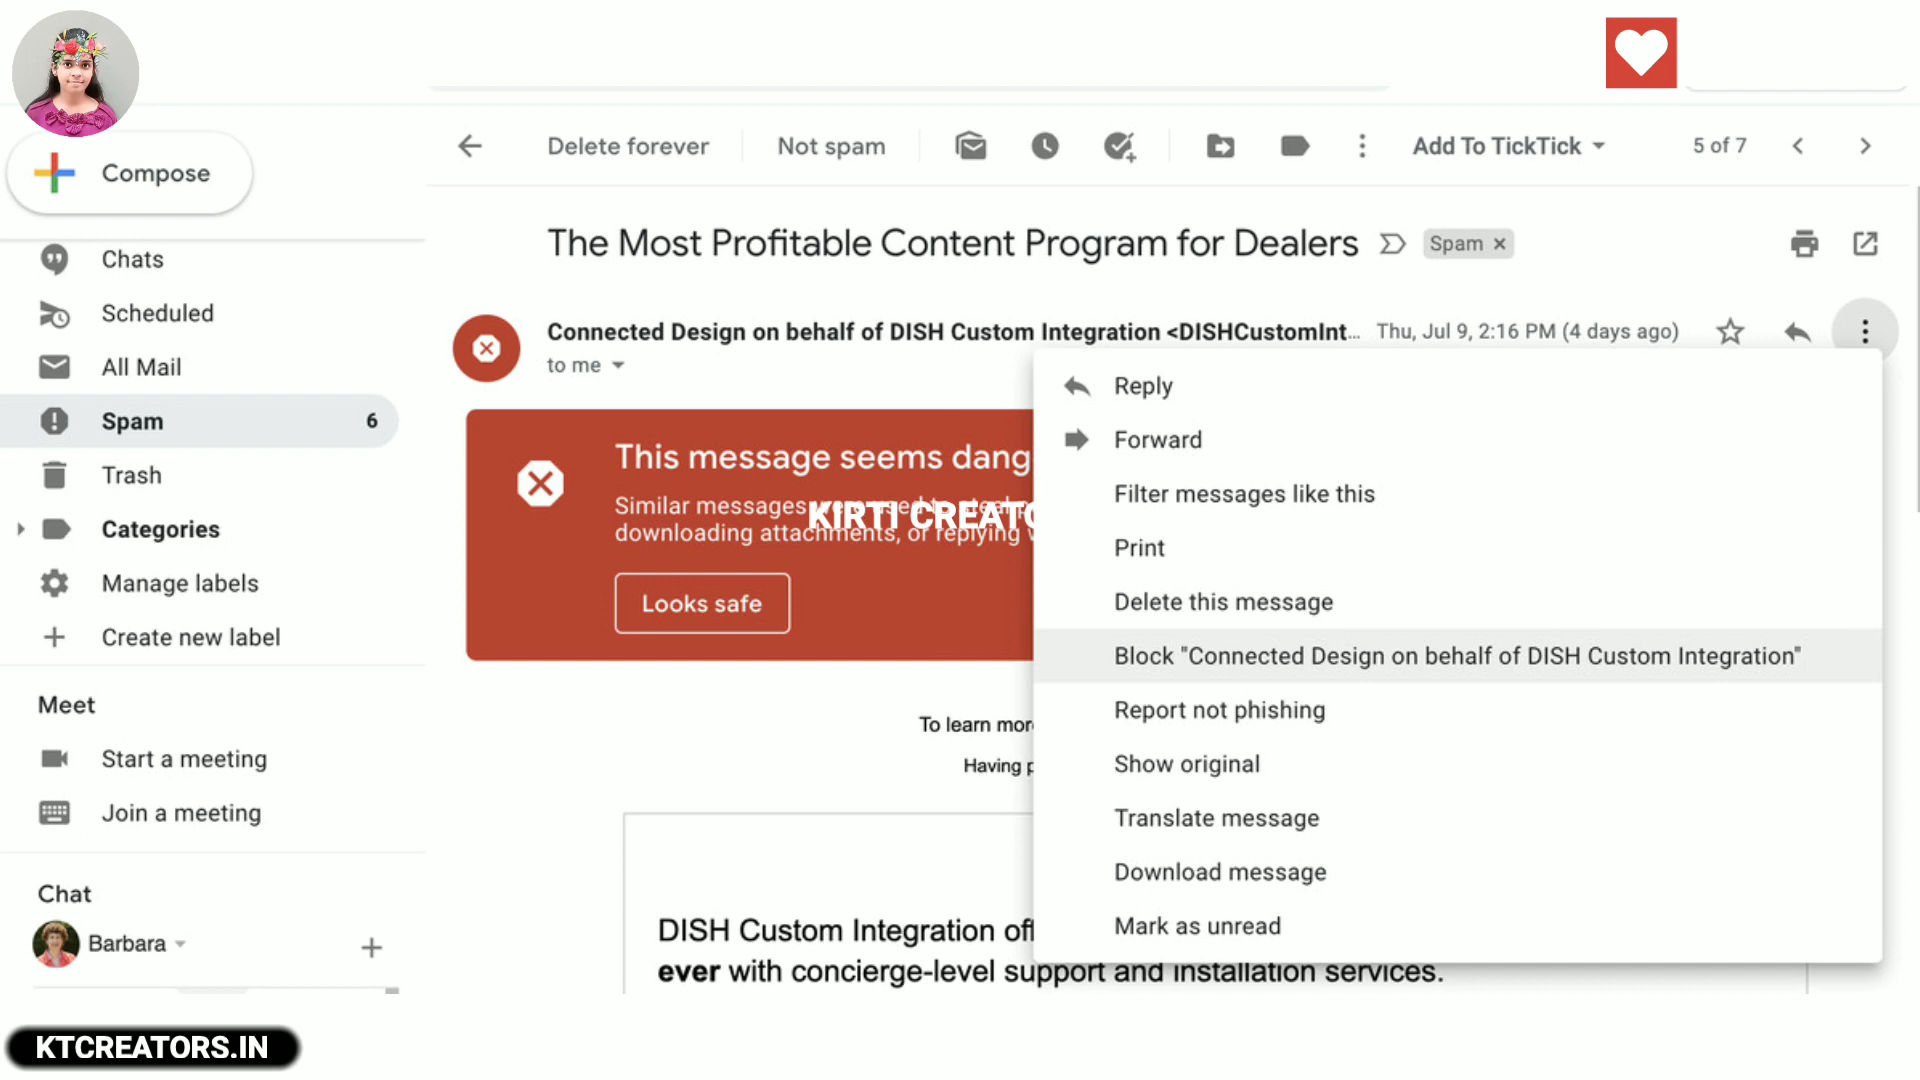 Compose
Chats
Scheduled
All Mail
Spam 6
Trash
Categories
Manage labels
Create new label
Meet
Start a meeting
Join a meeting
Chat
Barbara
KTCREATORS.IN
Delete forever Not spam Add To TickTick 5 of 7
The Most Profitable Content Program for Dealers Spam ×
Connected Design on behalf of DISH Custom Integration <DISHCustomInt... Thu, Jul 9, 2:16 PM (4 days ago)
to me
This message seems dang
Similar messages were used to steal p
KIRTI CREATO
downloading attachments, or replying
Looks safe
To learn mor
Having p
DISH Custom Integration off
ever with concierge-level support and installation services.
Reply
Forward
Filter messages like this
Print
Delete this message
Block "Connected Design on behalf of DISH Custom Integration"
Report not phishing
Show original
Translate message
Download message
Mark as unread